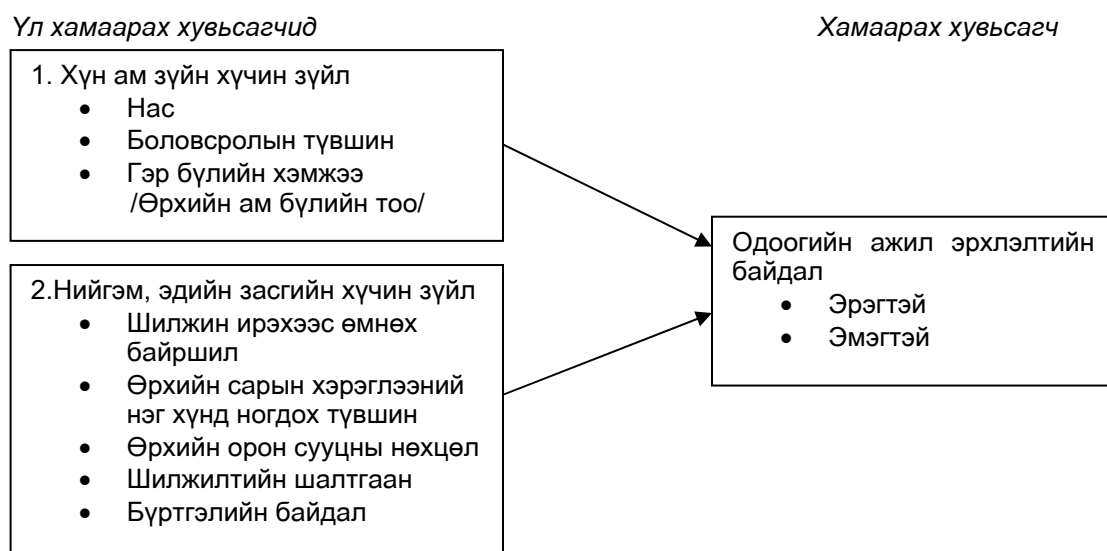 Үл хамаарах хувьсагчид
Хамаарах хувьсагч
1. Хүн ам зүйн хүчин зүйл
• Нас
• Боловсролын түвшин
• Гэр бүлийн хэмжээ
/Өрхийн ам бүлийн тоо/
2.Нийгэм, эдийн засгийн хүчин зүйл
• Шилжин ирэхээс өмнөх
байршил
• Өрхийн сарын хэрэглээний
нэг хүнд ногдох түвшин
• Өрхийн орон сууцны нөхцөл
• Шилжилтийн шалтгаан
• Бүртгэлийн байдал
Одоогийн ажил эрхлэлтийн
байдал
• Эрэгтэй
• Эмэгтэй